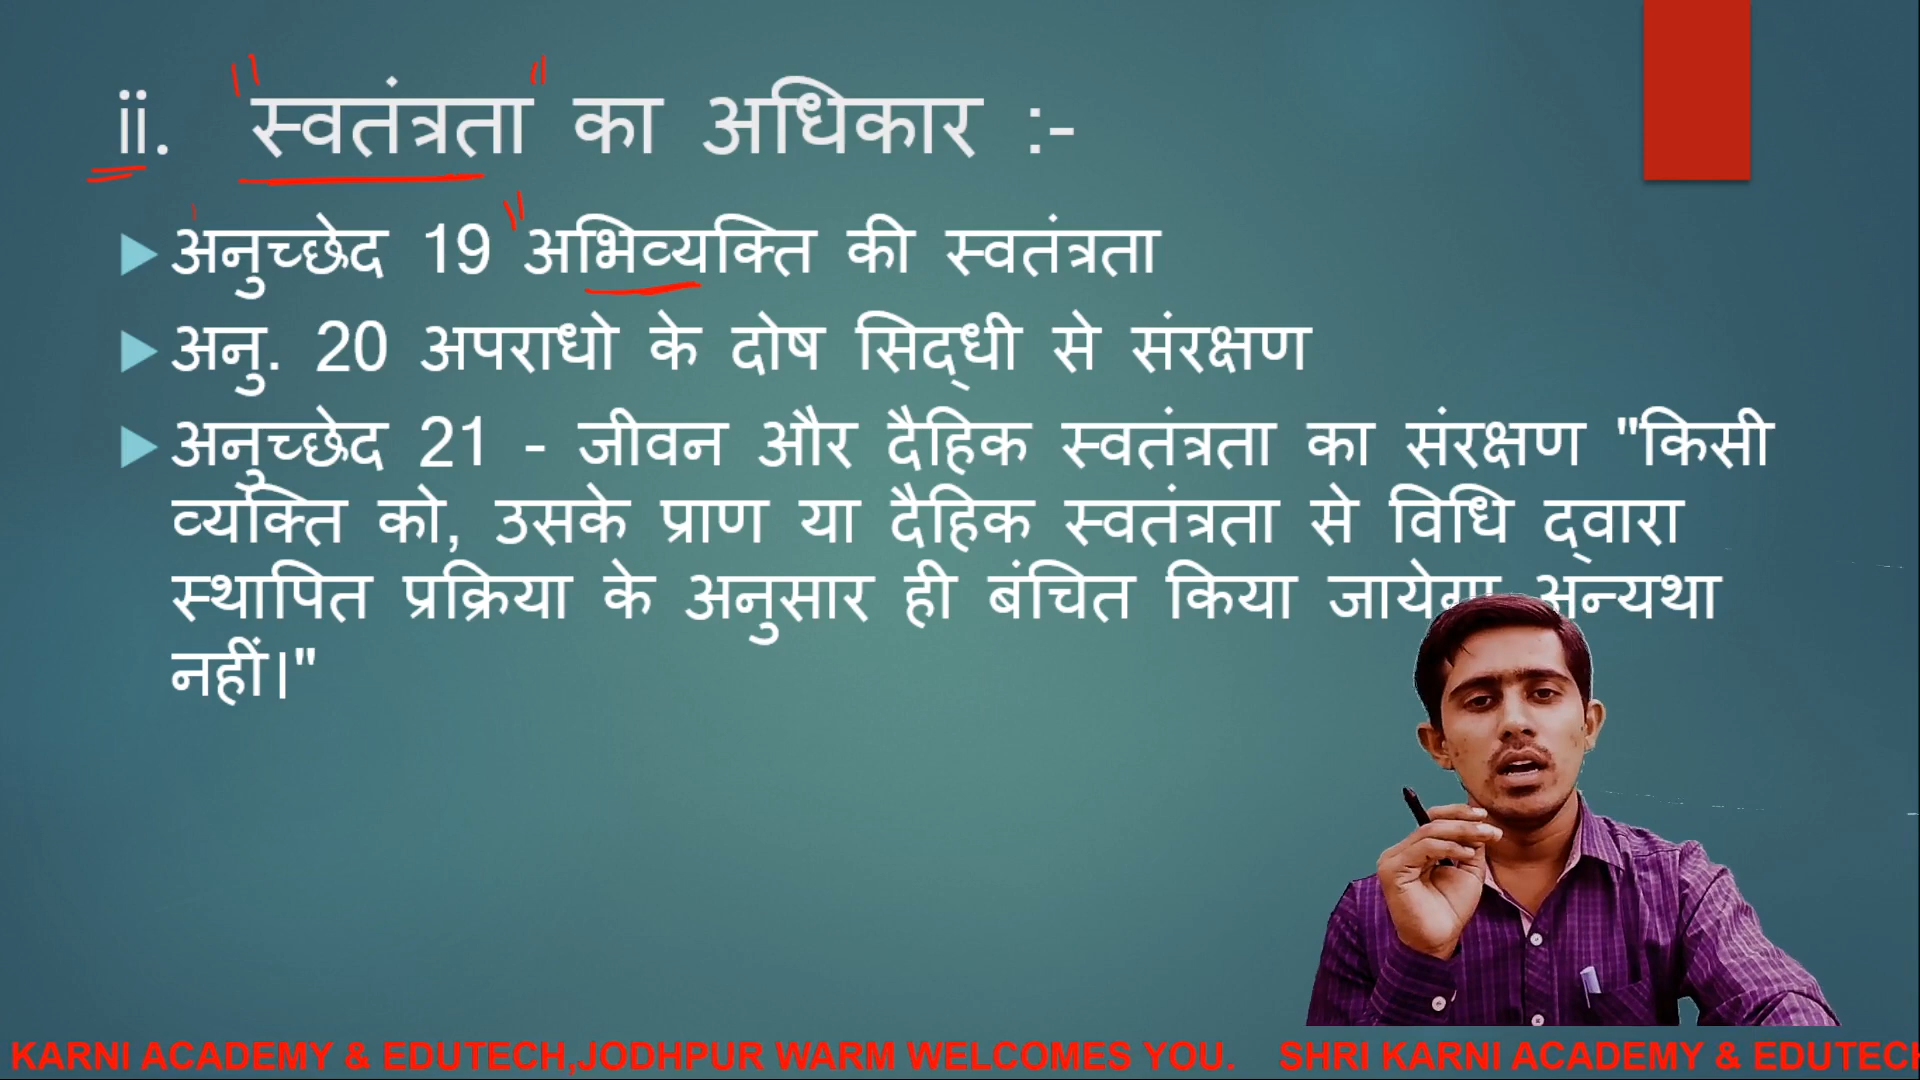 ii. स्वतंत्रता का अधिकार :-
अनुच्छेद 19 अभिव्यक्ति की स्वतंत्रता
अनु. 20 अपराधो के दोष सिद्धी से संरक्षण
अनुच्छेद 21 - जीवन और दैहिक स्वतंत्रता का संरक्षण "किसी
व्यक्ति को, उसके प्राण या दैहिक स्वतंत्रता से विधि द्वारा
स्थापित प्रक्रिया के अनुसार ही बंचित किया जायेगा अन्यथा
नहीं।"
KARNI ACADEMY & EDUTECH,JODHPUR WARM WELCOMES YOU. SHRI KARNI ACADEMY & EDUTECH